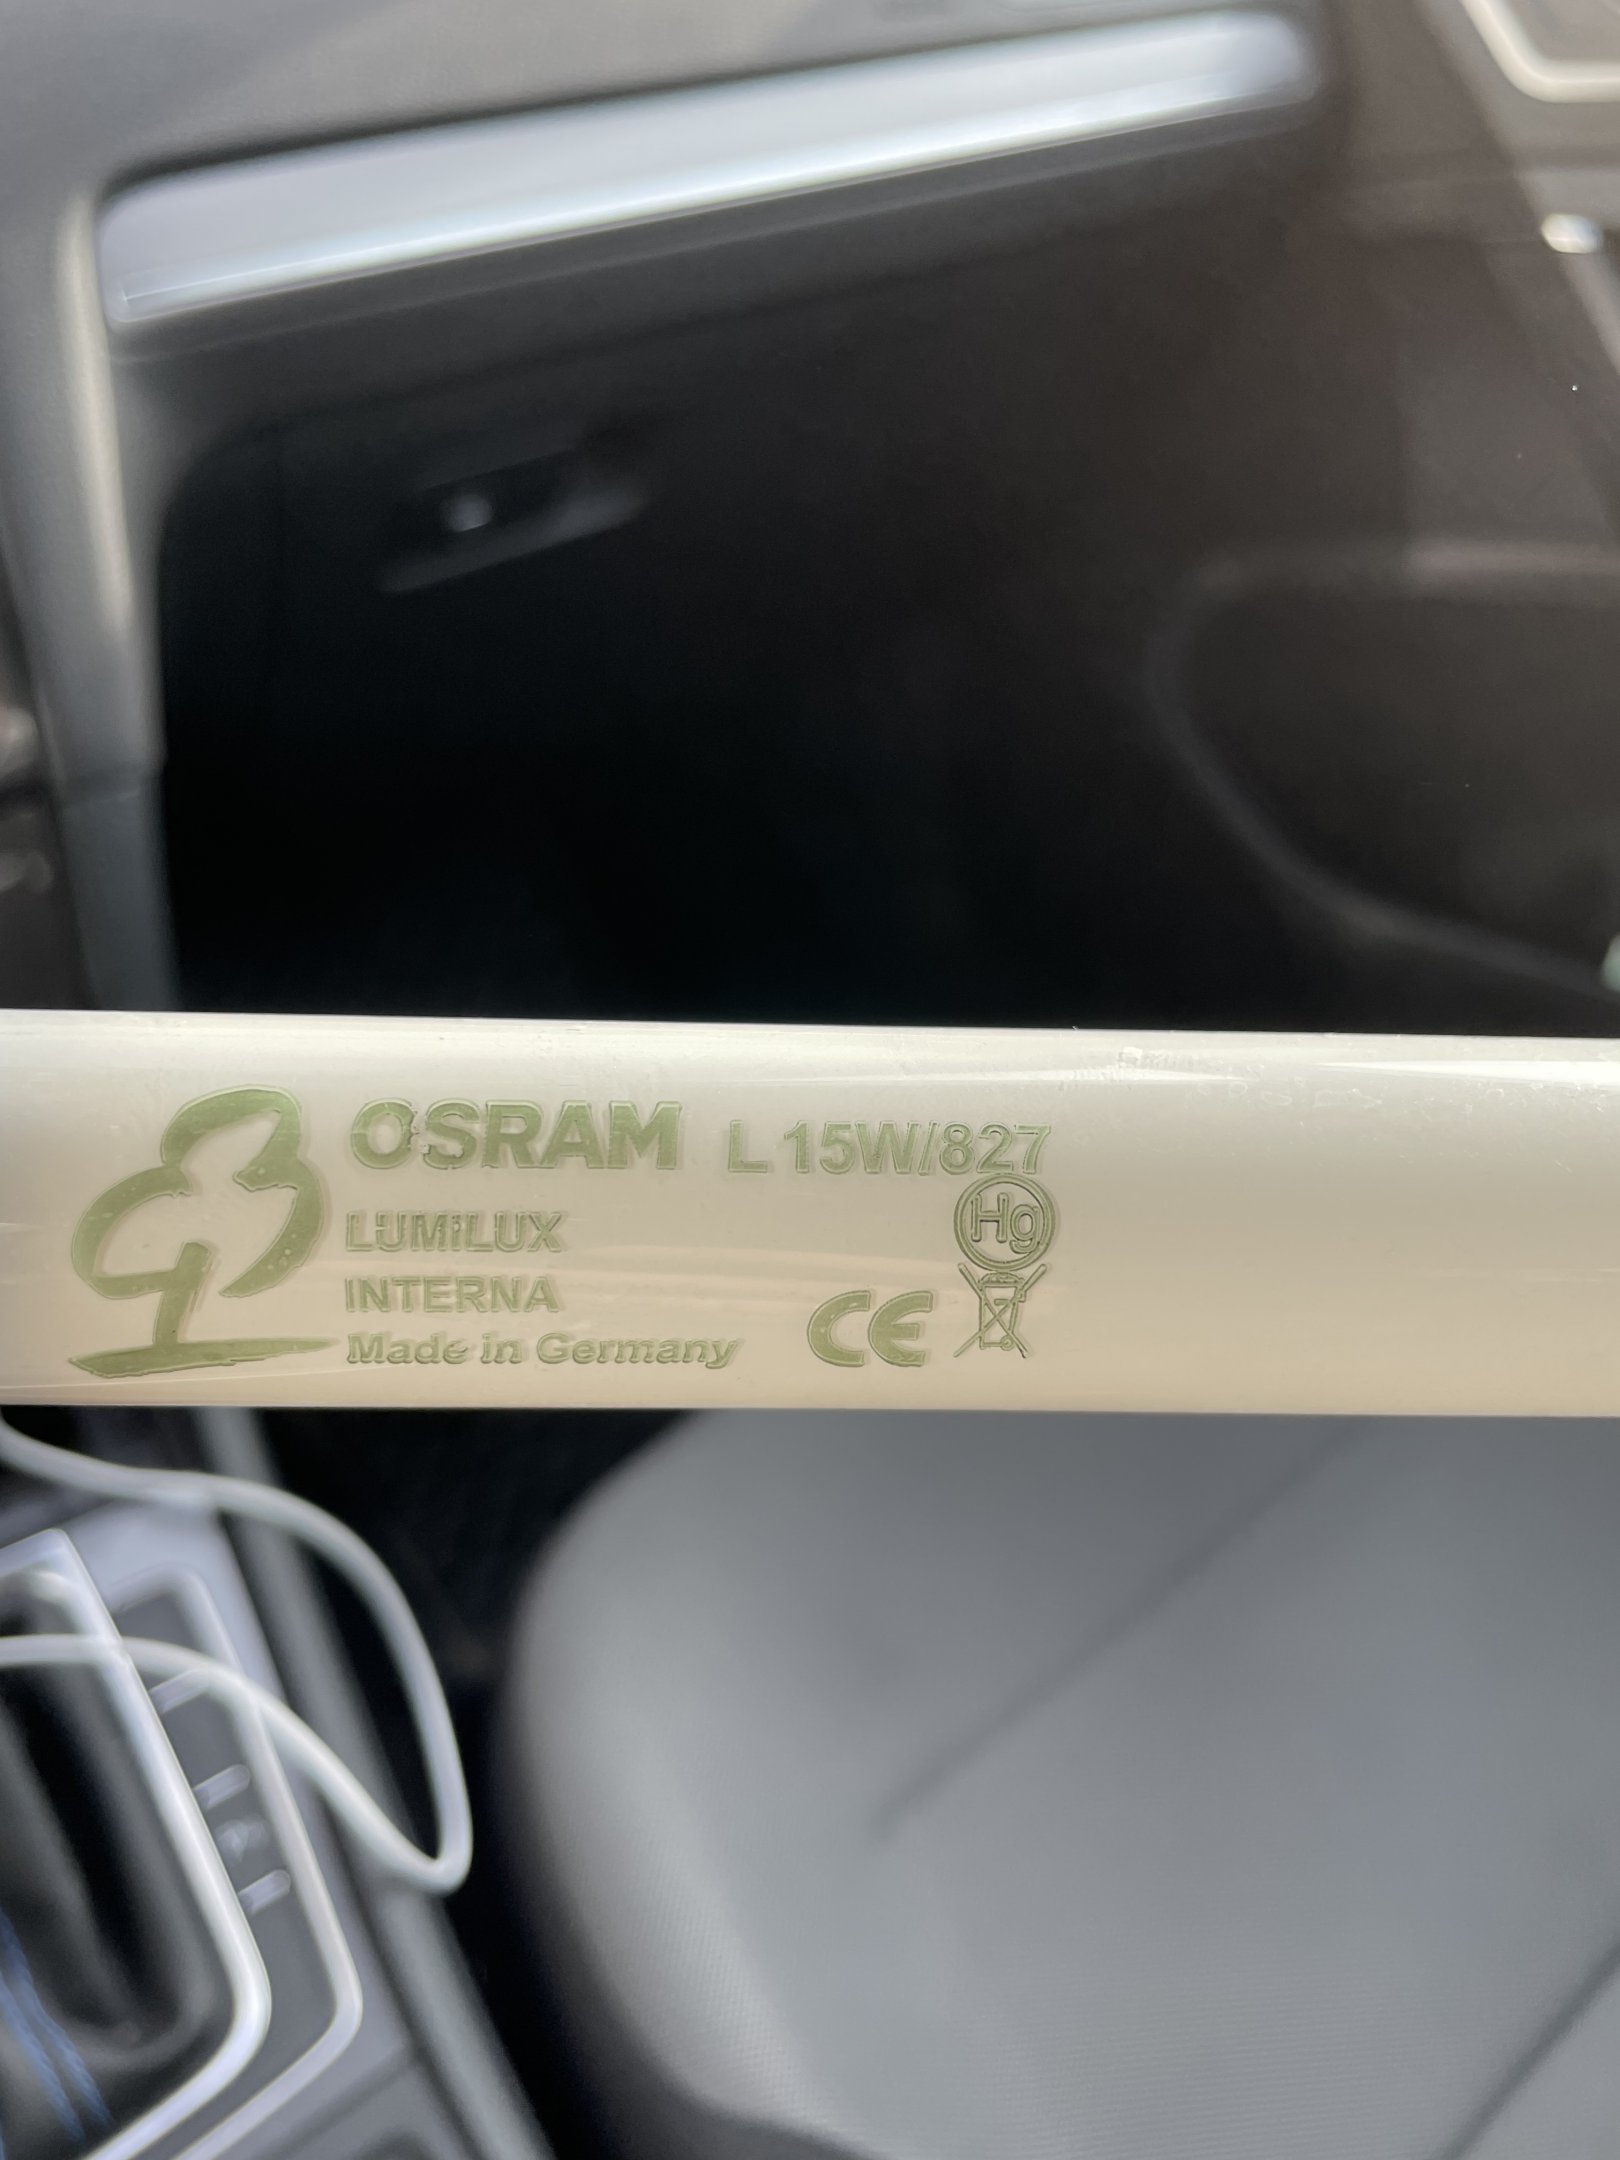 OSRAM L 15W/827
LUMILUX
INTERNA
Made in Germany
CE
Hg